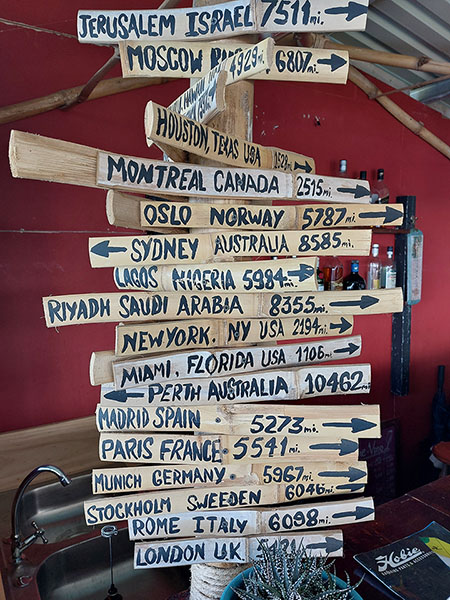 JERUSALEM ISRAEL 7511 mi.
MOSCOW 6807 mi.
4929 mi.
HOUSTON, TEXAS USA
MONTREAL CANADA 2515 mi.
OSLO NORWAY 5787 mi.
SYDNEY AUSTRALIA 8585 mi.
LAGOS NIGERIA 5984 mi.
RIYADH SAUDI ARABIA 8355 mi.
NEWYORK, NY USA 2194 mi.
MIAMI, FLORIDA USA 1106 mi.
PERTH AUSTRALIA 10462 mi.
MADRID SPAIN 5273 mi.
PARIS FRANCE 5541 mi.
MUNICH GERMANY 5967 mi.
STOCKHOLM SWEEDEN 6046 mi.
ROME ITALY 6098 mi.
LONDON UK
Hobie